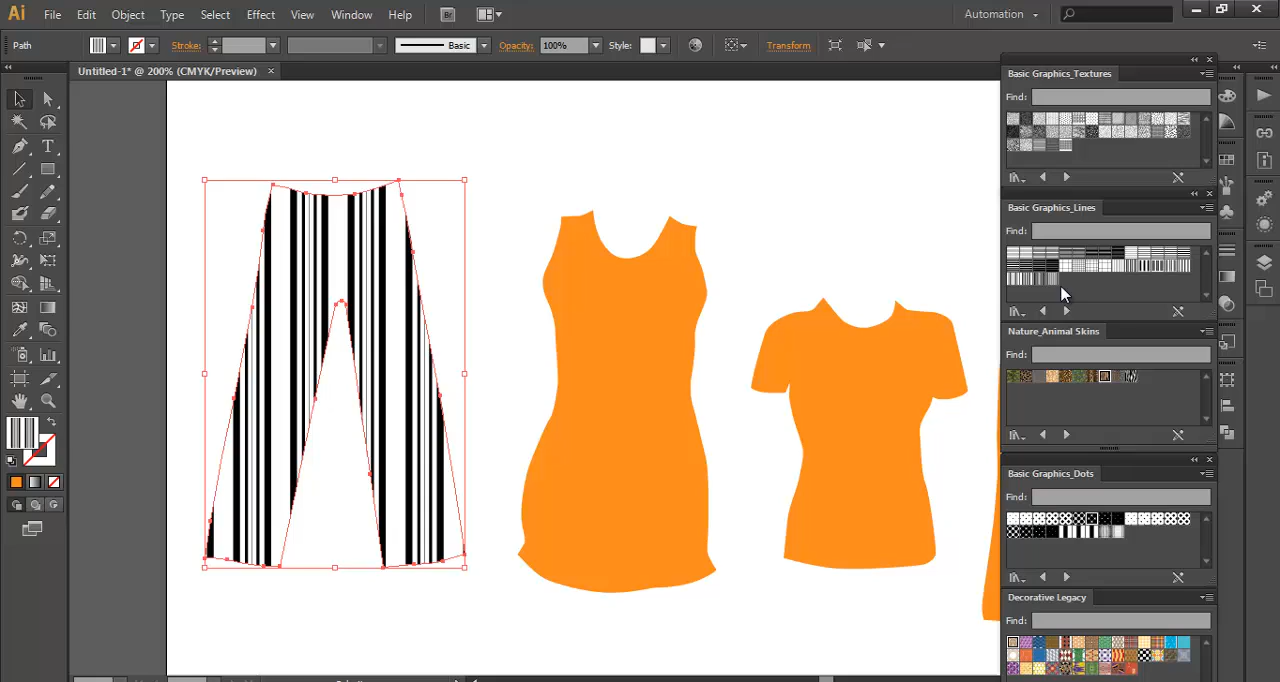 Ai File Edit Object Type Select Effect View Window Help Br Automation
Path Stroke: Basic Opacity: 100% Style: Transform
Untitled-1* @ 200% (CMYK/Preview) ×
Basic Graphics_Textures
Find:
Basic Graphics_Lines
Find:
Nature_Animal Skins
Find:
Basic Graphics_Dots
Find:
Decorative Legacy
Find: